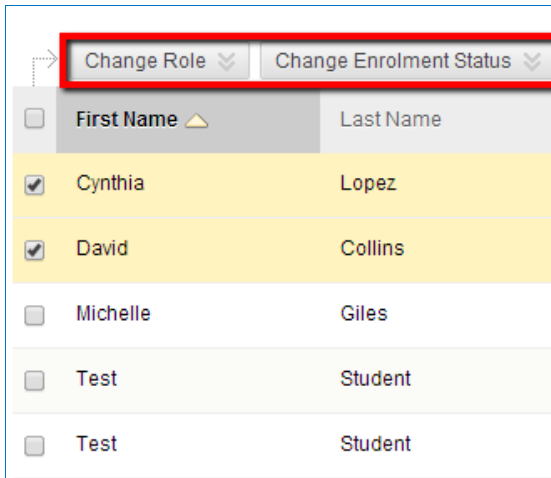 Change Role Change Enrolment Status
First Name Last Name
Cynthia Lopez
David Collins
Michelle Giles
Test Student
Test Student